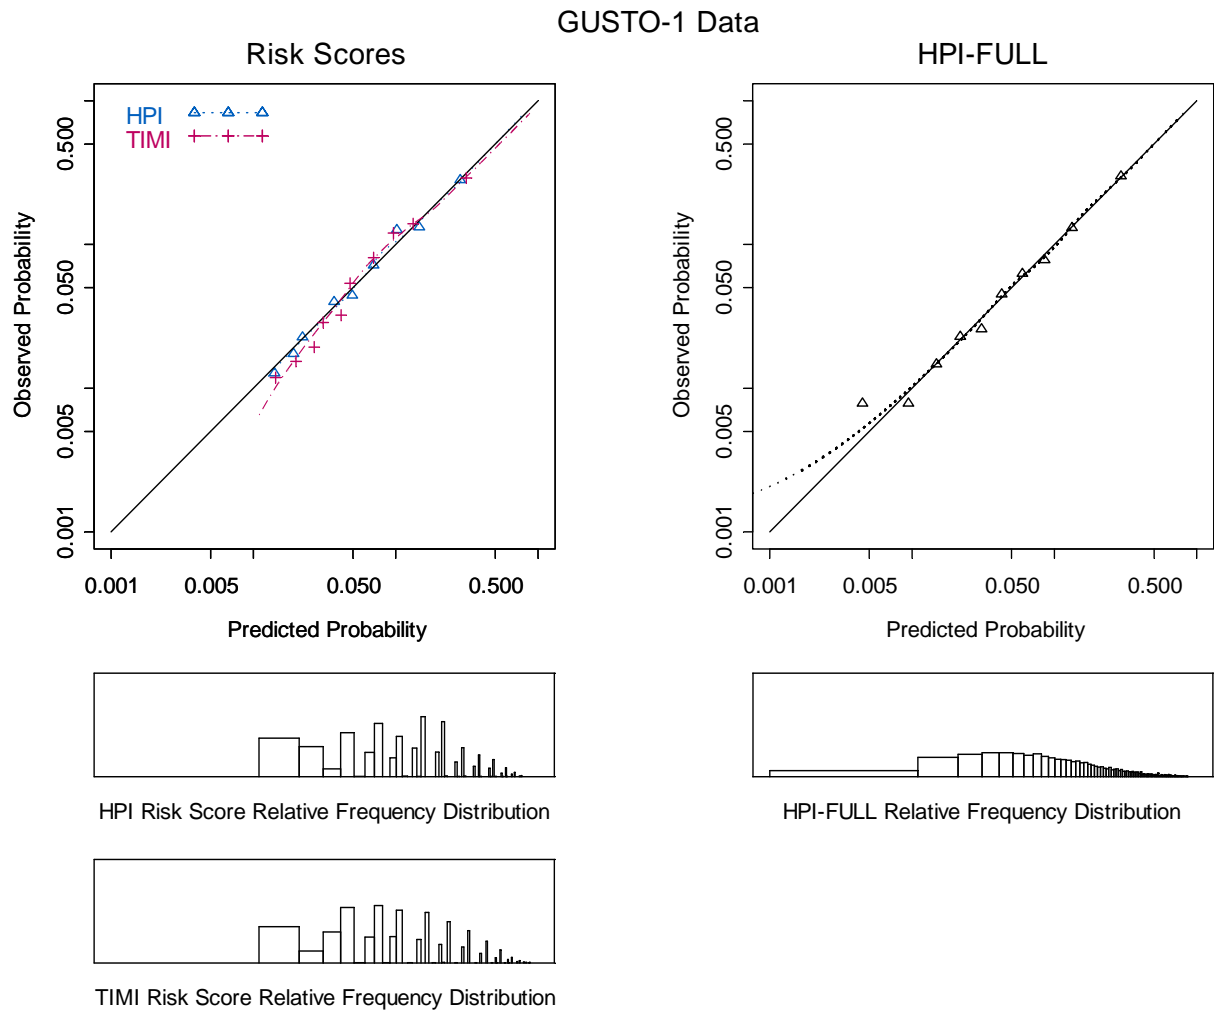 GUSTO-1 Data
Risk Scores
HPI
TIMI
Observed Probability
0.500
0.050
0.005
0.001
0.001 0.005 0.050 0.500
Predicted Probability
HPI Risk Score Relative Frequency Distribution
TIMI Risk Score Relative Frequency Distribution
HPI-FULL
Observed Probability
0.500
0.050
0.005
0.001
0.001 0.005 0.050 0.500
Predicted Probability
HPI-FULL Relative Frequency Distribution